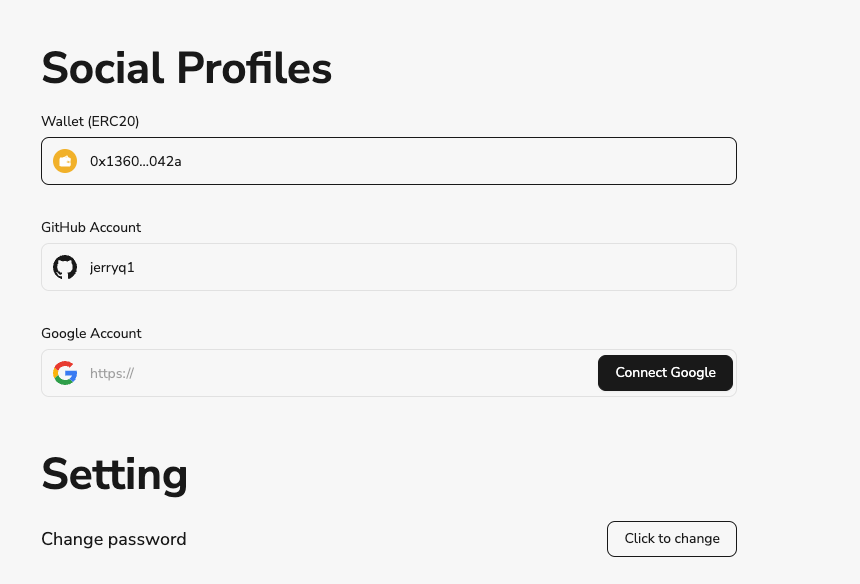 Social Profiles
Wallet (ERC20)
0x1360...042a
GitHub Account
jerryq1
Google Account
https://
Connect Google
Setting
Change password
Click to change